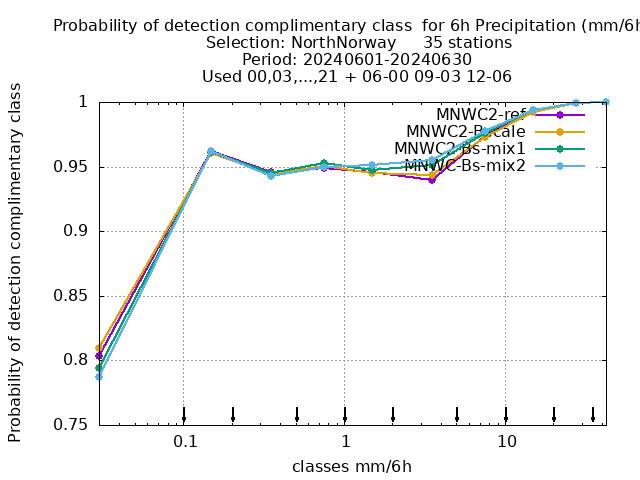 Probability of detection complimentary class  for 6h Precipitation (mm/6h
Selection: NorthNorway     35 stations
Period: 20240601-20240630
Used 00,03,...,21 + 06-00 09-03 12-06
MNWC2-ref
MNWC2-Bscale
MNWC2-Bs-mix1
MNWC-Bs-mix2
1
0.95
0.9
0.85
0.8
0.75
0.1
1
10
Probability of detection complimentary class
classes mm/6h